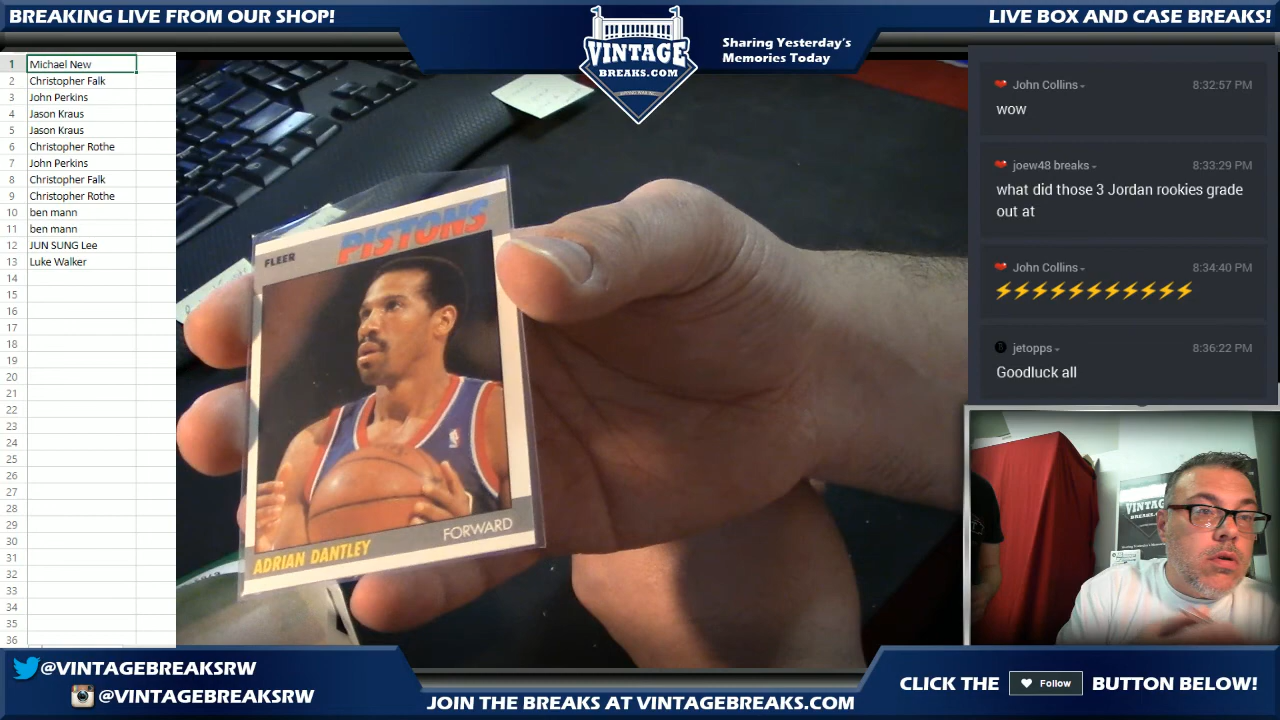 BREAKING LIVE FROM OUR SHOP!
VINTAGE
BREAKS.COM
Sharing Yesterday's
Memories Today
LIVE BOX AND CASE BREAKS!
1 Michael New
2 Christopher Falk
3 John Perkins
4 Jason Kraus
5 Jason Kraus
6 Christopher Rothe
7 John Perkins
8 Christopher Falk
9 Christopher Rothe
10 ben mann
11 ben mann
12 JUN SUNG Lee
13 Luke Walker
14
15
16
17
18
19
20
21
22
23
24
25
26
27
28
29
30
31
32
33
34
35
36
FLEER
PISTONS
ADRIAN DANTLEY
FORWARD
John Collins 8:32:57 PM
wow
joew48 breaks 8:33:29 PM
what did those 3 Jordan rookies grade
out at
John Collins 8:34:40 PM
⚡⚡⚡⚡⚡⚡⚡⚡⚡⚡⚡
jetopps 8:36:22 PM
Goodluck all
@VINTAGEBREAKSRW
@VINTAGEBREAKSRW
JOIN THE BREAKS AT VINTAGEBREAKS.COM
CLICK THE Follow BUTTON BELOW!